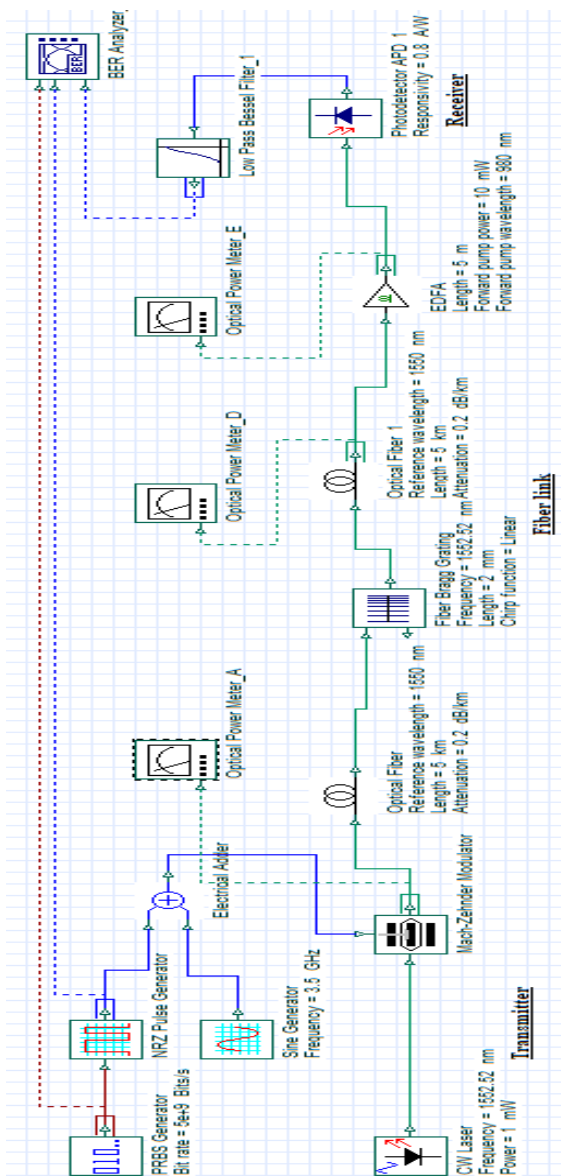 PRBS Generator
Bit rate = 5e+9 Bits/s
NRZ Pulse Generator
Sine Generator
Frequency = 3.5 GHz
Electrical Adder
Optical Power Meter_A
Optical Power Meter_D
Optical Power Meter_E
Low Pass Bessel Filter_1
BER
BER Analyzer
CW Laser
Frequency = 1552.52 nm
Power = 1 mW
Transmitter
Mach-Zehnder Modulator
Optical Fiber
Reference wavelength = 1550 nm
Length = 5 km
Attenuation = 0.2 dB/km
Fiber Bragg Grating
Frequency = 1552.52 nm
Length = 2 mm
Chirp function = Linear
Optical Fiber 1
Reference wavelength = 1550 nm
Length = 5 km
Attenuation = 0.2 dB/km
Fiber link
EDFA
Length = 5 m
Forward pump power = 10 mW
Forward pump wavelength = 980 nm
Photodetector APD 1
Responsivity = 0.8 A/W
Receiver